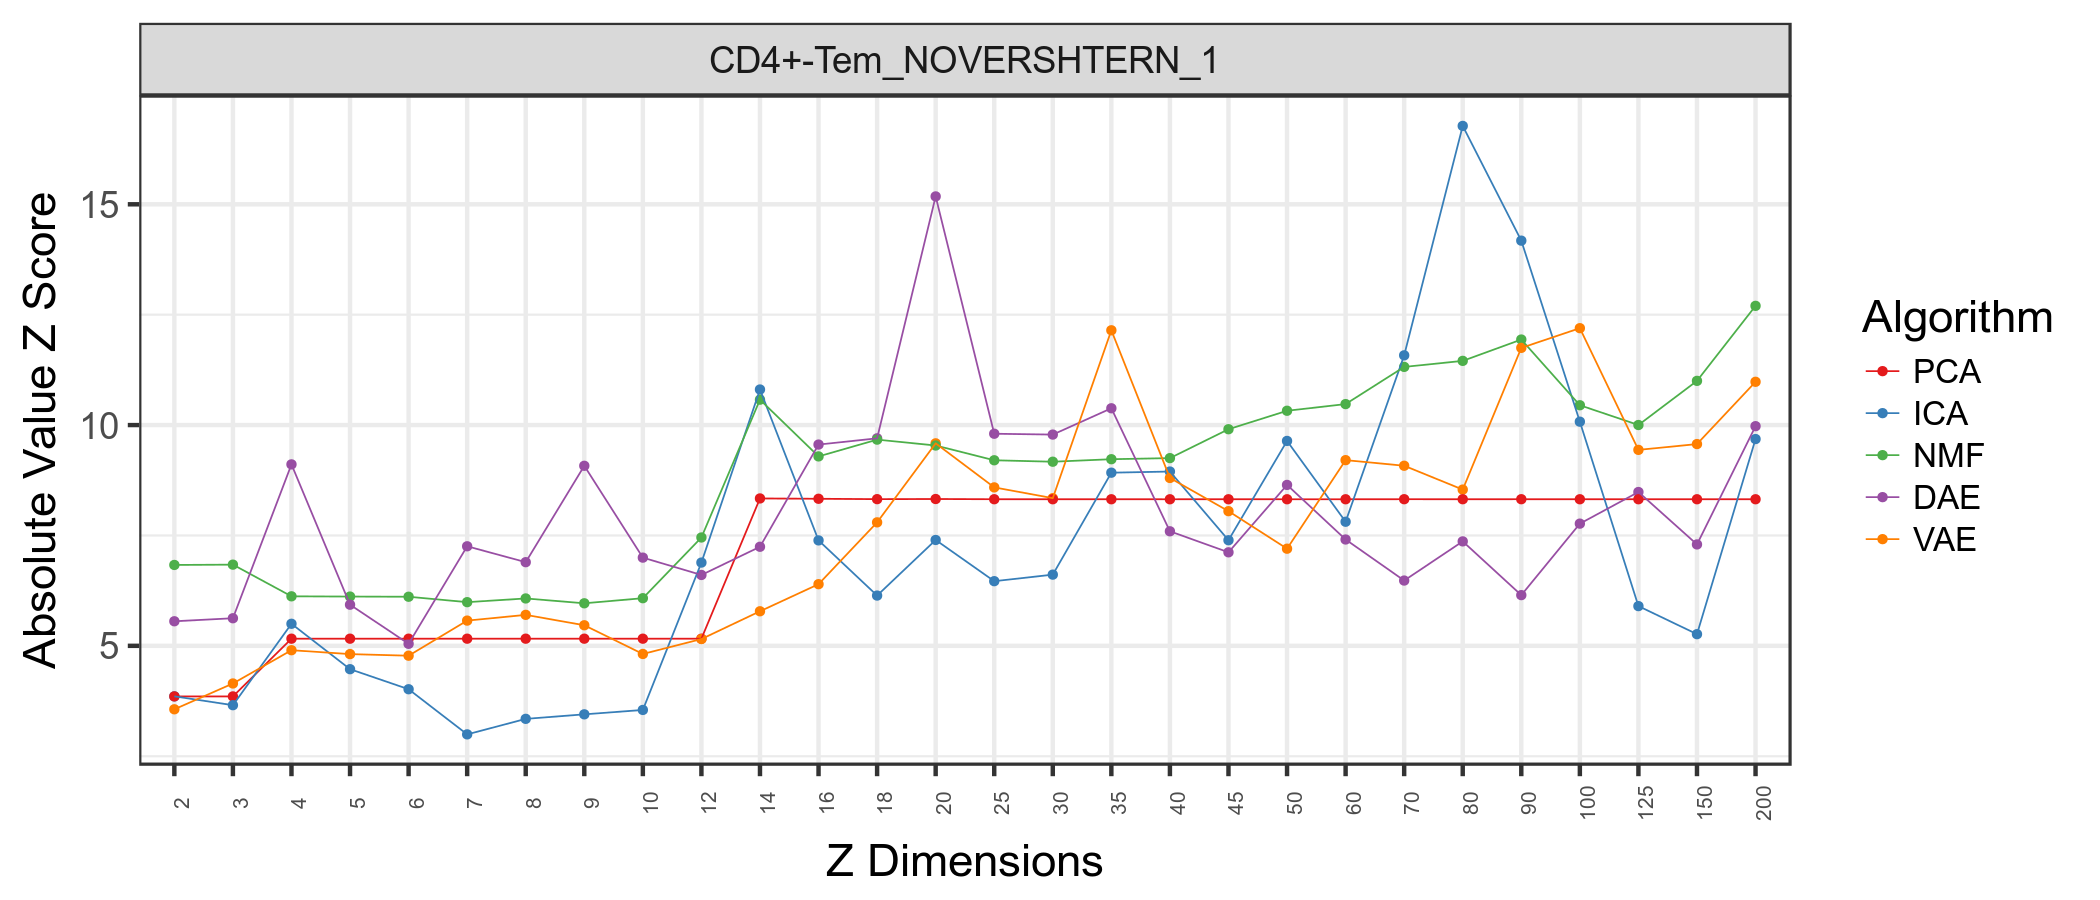 CD4+-Tem_NOVERSHTERN_1
Absolute Value Z Score
15
10
5
2 3 4 5 6 7 8 9 10 12 14 16 18 20 25 30 35 40 45 50 60 70 80 90 100 125 150 200
Z Dimensions
Algorithm
PCA
ICA
NMF
DAE
VAE